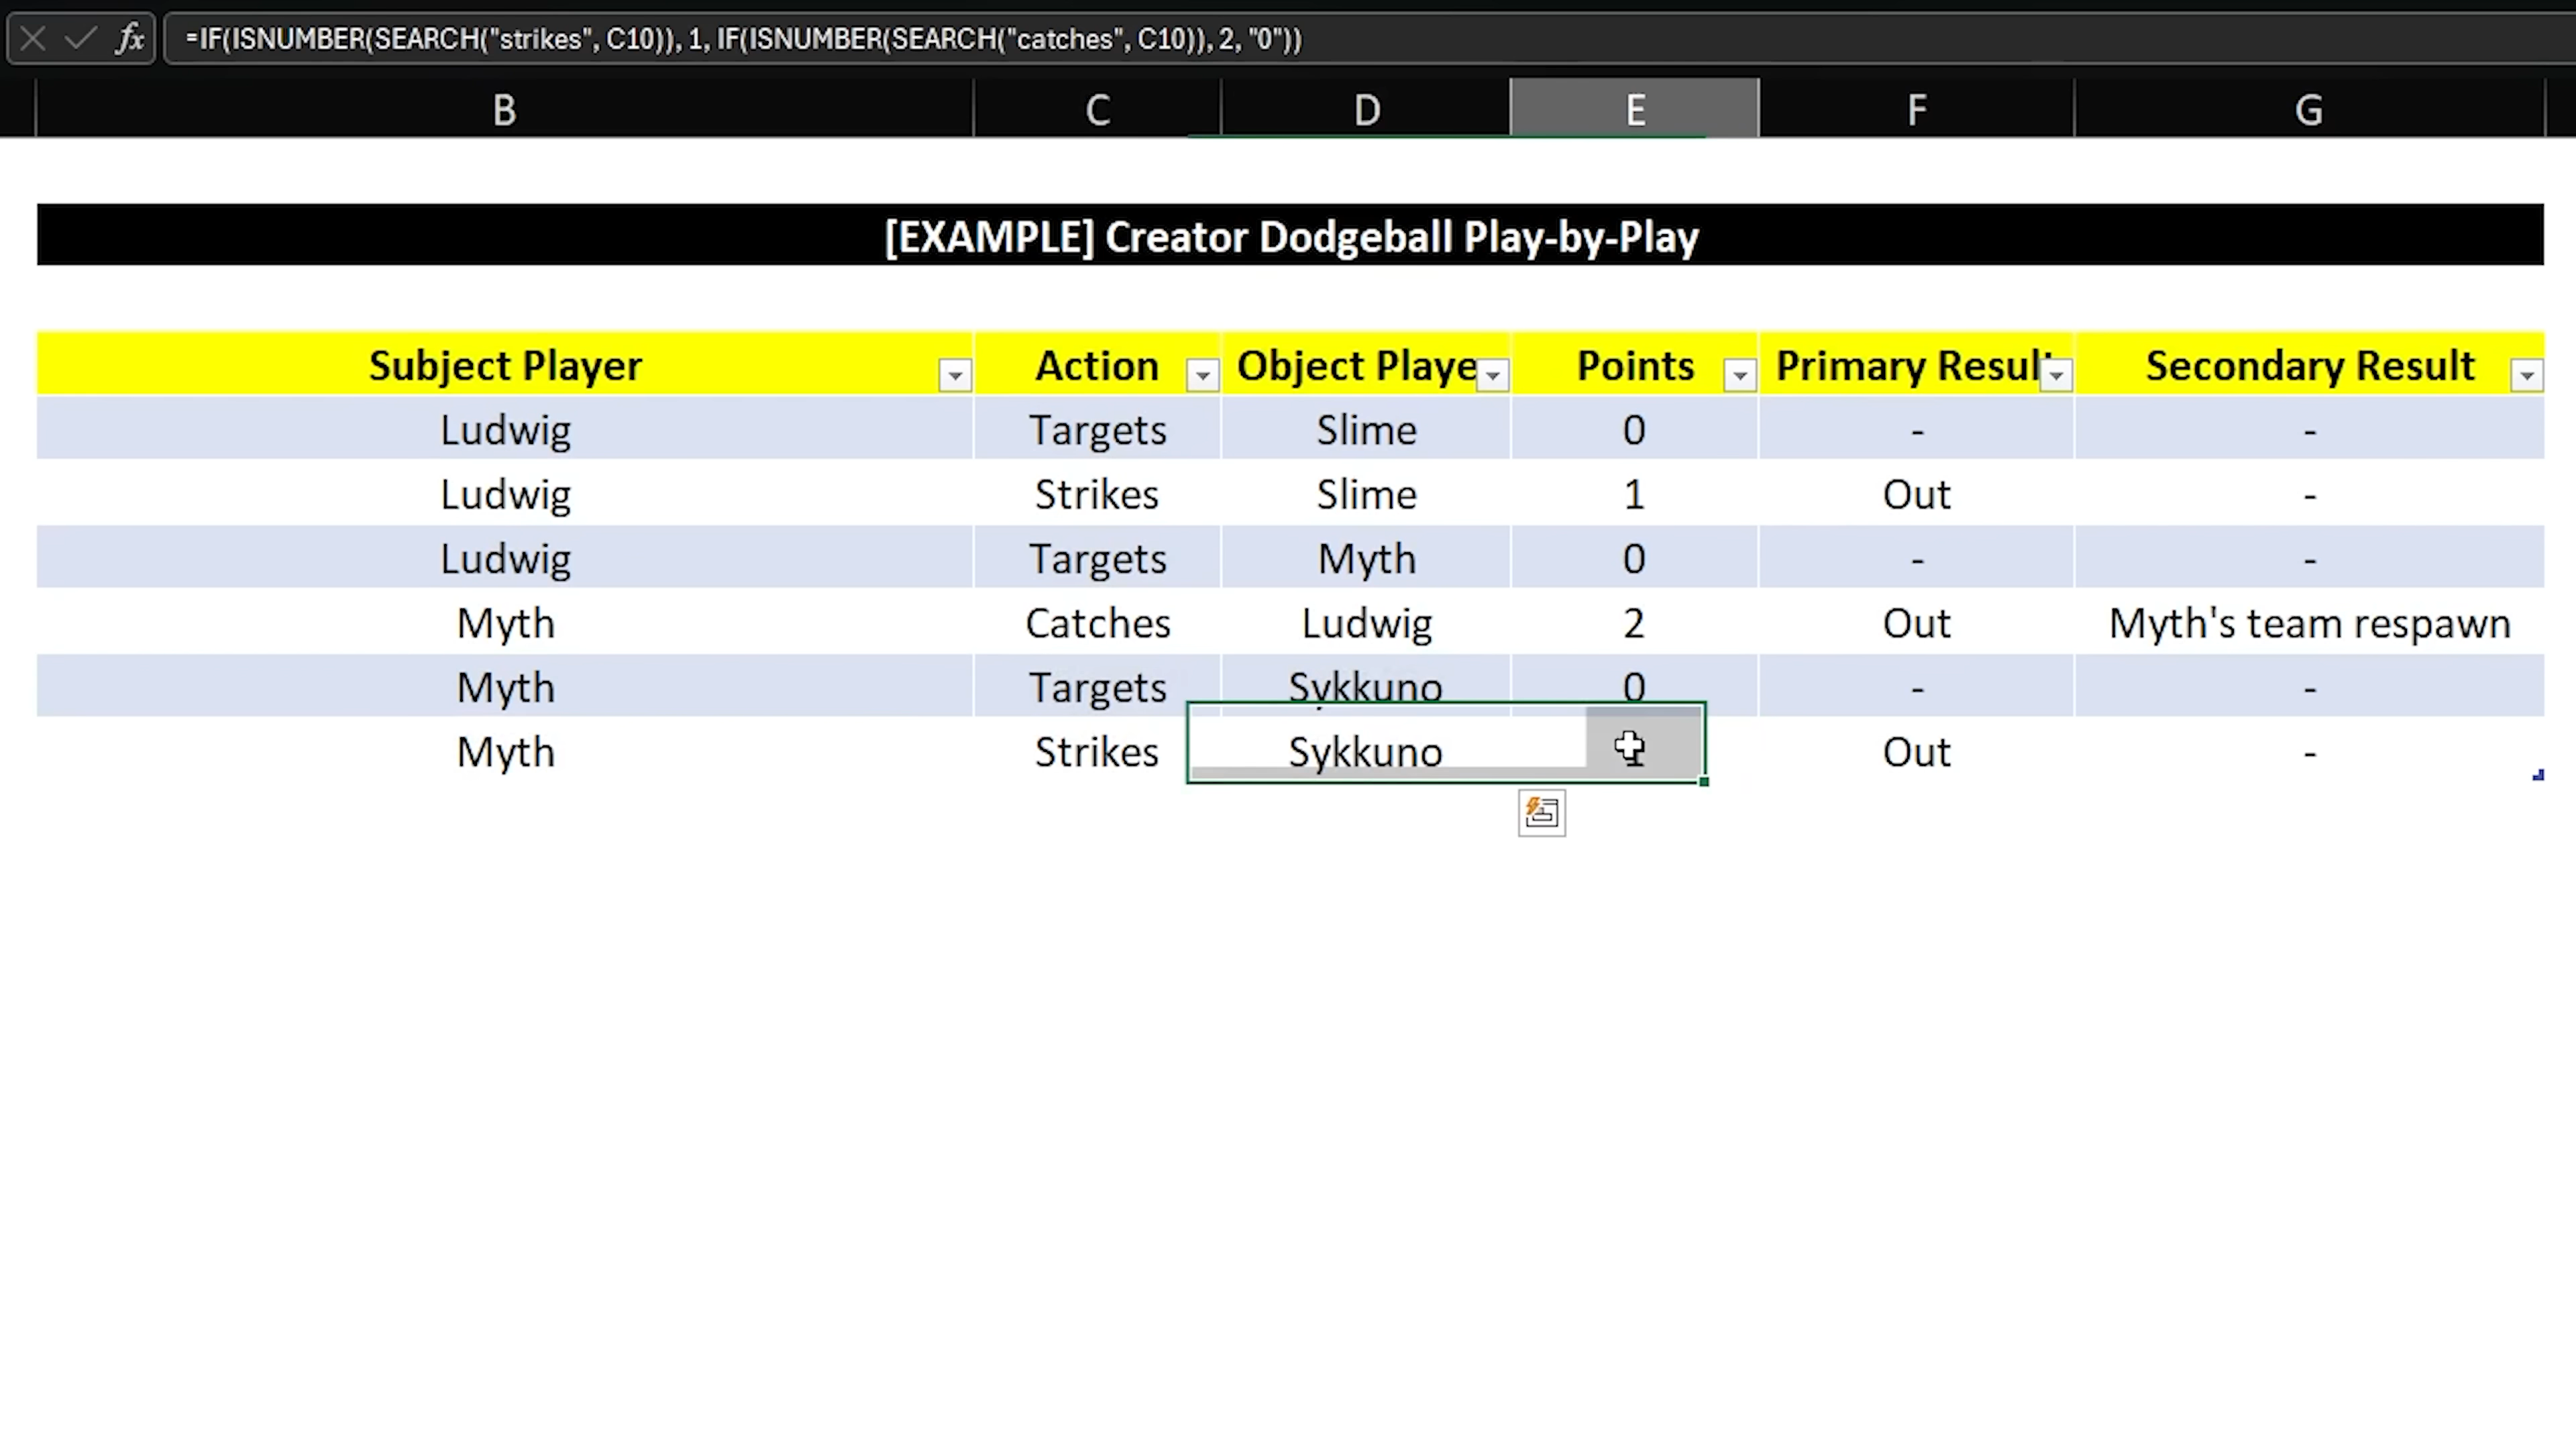 fx =IF(ISNUMBER(SEARCH("strikes", C10)), 1, IF(ISNUMBER(SEARCH("catches", C10)), 2, "0"))
B C D E F G
[EXAMPLE] Creator Dodgeball Play-by-Play
Subject Player Action Object Playe Points Primary Resul Secondary Result
Ludwig Targets Slime 0 - -
Ludwig Strikes Slime 1 Out -
Ludwig Targets Myth 0 - -
Myth Catches Ludwig 2 Out Myth's team respawn
Myth Targets Sykkuno 0 - -
Myth Strikes Sykkuno Out -